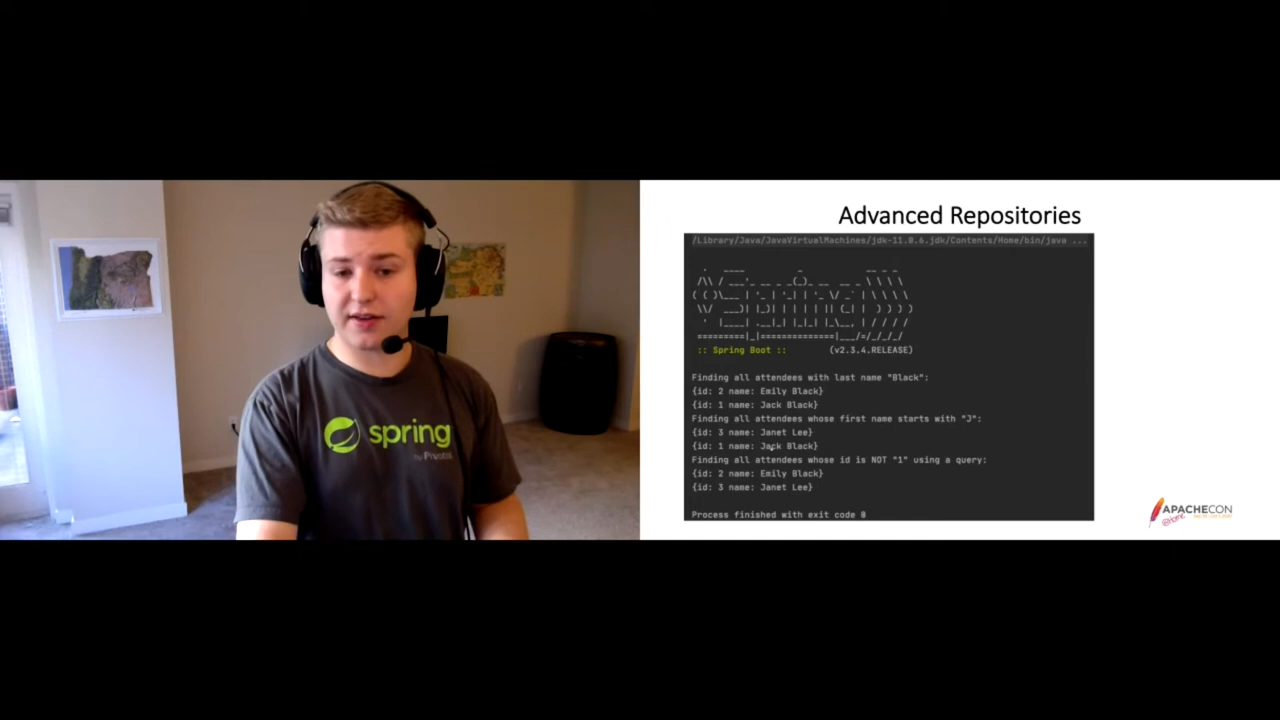 spring
by Pivotal
Advanced Repositories
/Library/Java/JavaVirtualMachines/jdk-11.0.6.jdk/Contents/Home/bin/java ...
:: Spring Boot :: (v2.3.4.RELEASE)
Finding all attendees with last name "Black":
{id: 2 name: Emily Black}
{id: 1 name: Jack Black}
Finding all attendees whose first name starts with "J":
{id: 3 name: Janet Lee}
{id: 1 name: Jack Black}
Finding all attendees whose id is NOT "1" using a query:
{id: 2 name: Emily Black}
{id: 3 name: Janet Lee}
Process finished with exit code 0
APACHECON
@Home